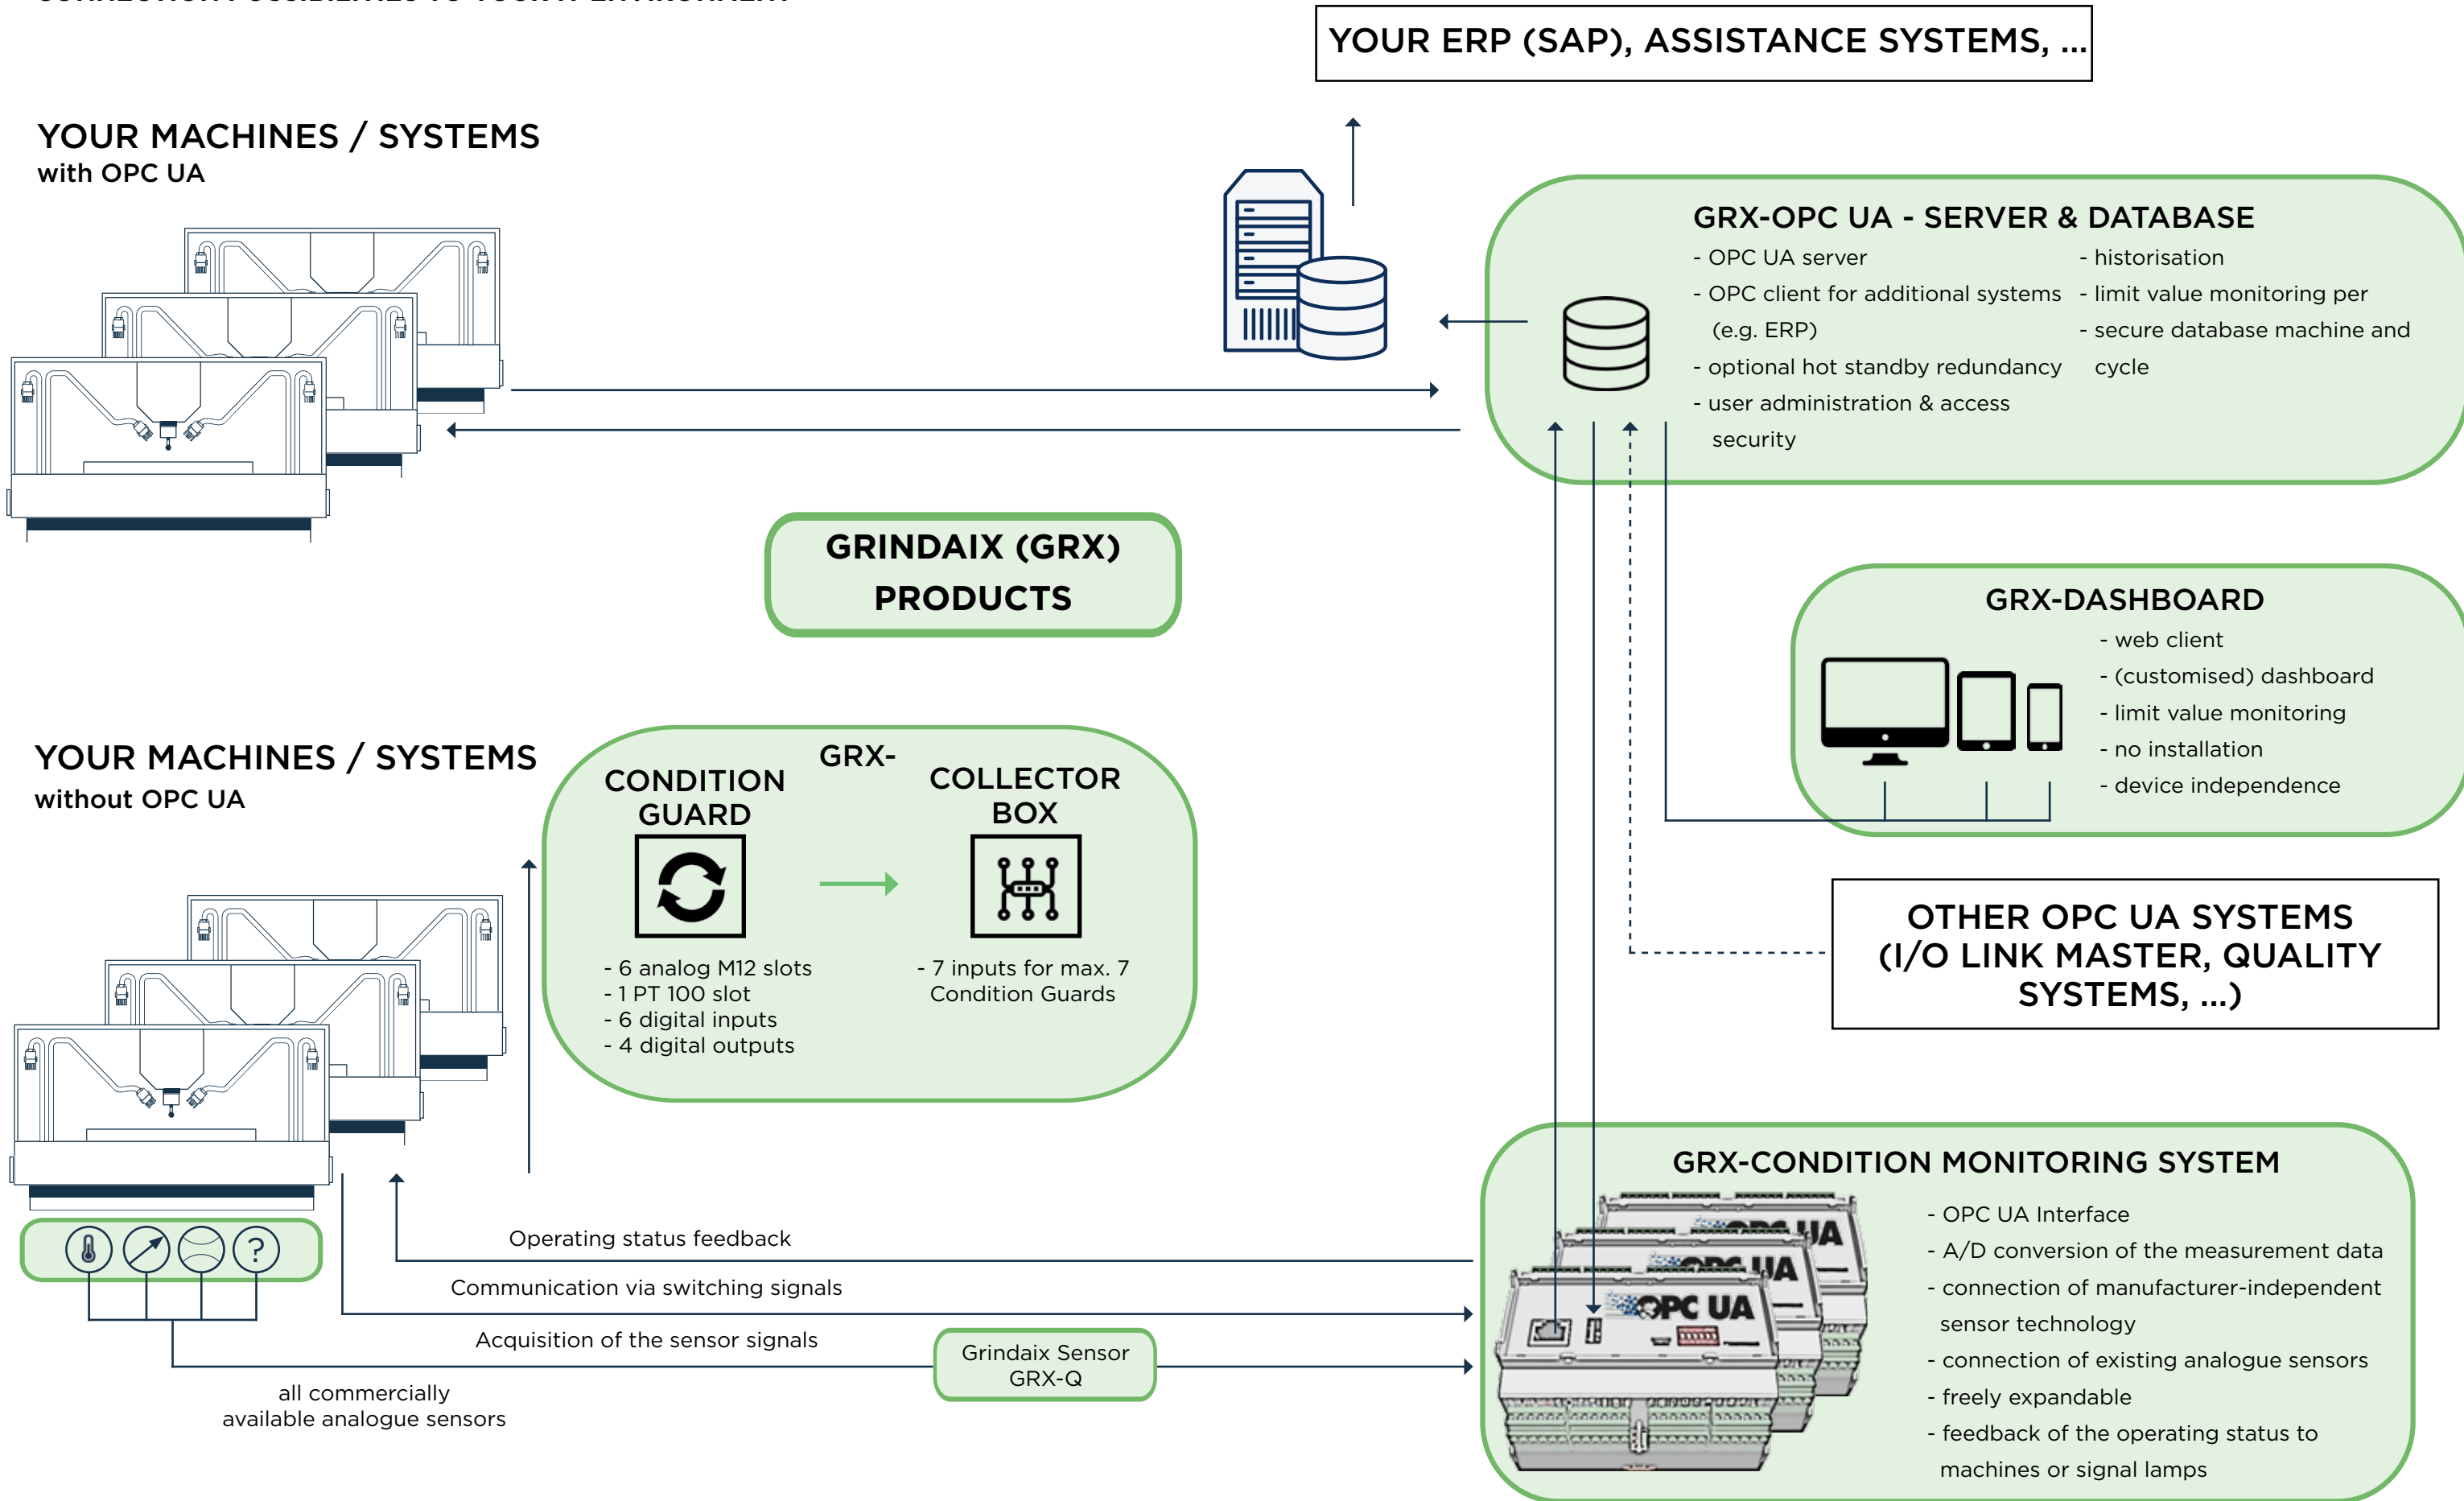 YOUR ERP (SAP), ASSISTANCE SYSTEMS, ...
YOUR MACHINES / SYSTEMS
with OPC UA
GRX-OPC UA - SERVER & DATABASE
- OPC UA server
- OPC client for additional systems
(e.g. ERP)
- optional hot standby redundancy
- user administration & access
security
- historisation
- limit value monitoring per
- secure database machine and
cycle
GRINDAIX (GRX)
PRODUCTS
GRX-DASHBOARD
- web client
- (customised) dashboard
- limit value monitoring
- no installation
- device independence
YOUR MACHINES / SYSTEMS
without OPC UA
GRX-
CONDITION
GUARD
- 6 analog M12 slots
- 1 PT 100 slot
- 6 digital inputs
- 4 digital outputs
COLLECTOR
BOX
- 7 inputs for max. 7
Condition Guards
OTHER OPC UA SYSTEMS
(I/O LINK MASTER, QUALITY
SYSTEMS, ...)
GRX-CONDITION MONITORING SYSTEM
- OPC UA Interface
- A/D conversion of the measurement data
- connection of manufacturer-independent
sensor technology
- connection of existing analogue sensors
- freely expandable
- feedback of the operating status to
machines or signal lamps
OPC UA
OPC UA
OPC UA
?
Operating status feedback
Communication via switching signals
Acquisition of the sensor signals
Grindaix Sensor
GRX-Q
all commercially
available analogue sensors